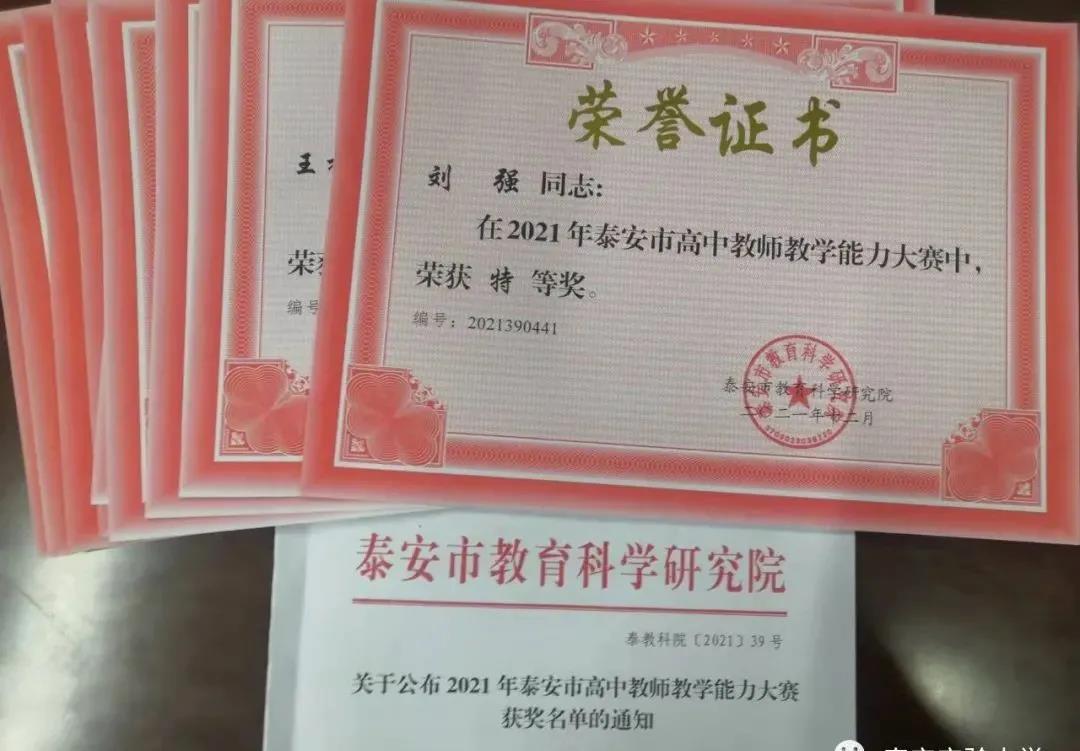 荣誉证书
刘 强 同志:
在2021年泰安市高中教师教学能力大赛中,
荣获 特 等奖。
编号：2021390441
泰安市教育科学研究院
二〇二一年十二月
王
荣获
编号
泰安市教育科学研究院
泰教科院〔2021〕39号
关于公布2021年泰安市高中教师教学能力大赛
获奖名单的通知